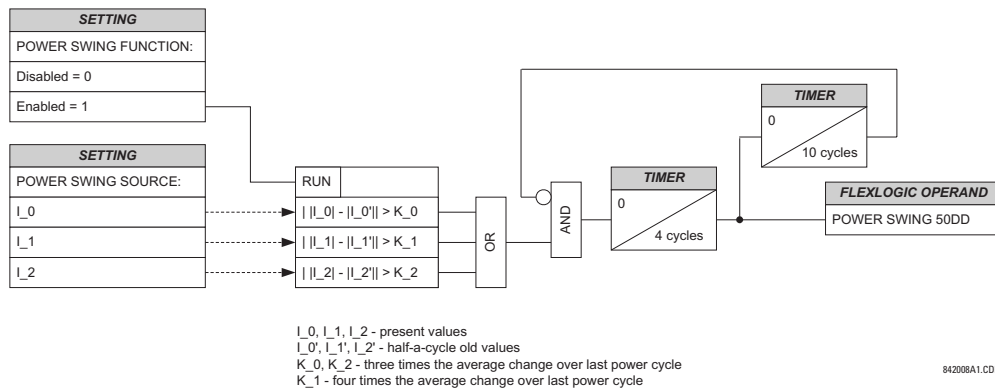 SETTING
POWER SWING FUNCTION:
Disabled = 0
Enabled = 1
SETTING
POWER SWING SOURCE:
I_0
I_1
I_2
RUN
| |I_0| - |I_0'|| > K_0
| |I_1| - |I_1'|| > K_1
| |I_2| - |I_2'|| > K_2
OR
AND
TIMER
0
4 cycles
TIMER
0
10 cycles
FLEXLOGIC OPERAND
POWER SWING 50DD
I_0, I_1, I_2 - present values
I_0', I_1', I_2' - half-a-cycle old values
K_0, K_2 - three times the average change over last power cycle
K_1 - four times the average change over last power cycle
842008A1.CD